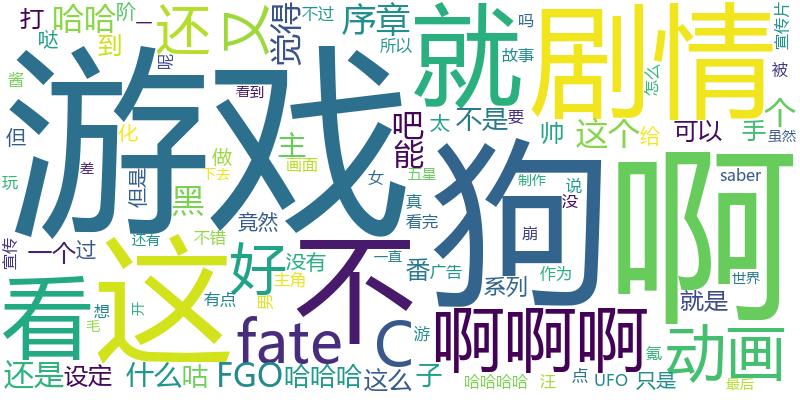 打 哈哈 阶 一 还 又 觉得 不过 序章 吗 就 剧情 宣传片
哒 到 呢 所以 故事 怎么 被
酱 看到 不是 要 个
但 游戏 吧 太 帅 这个 给 手 虽然
化 做 主 能 可以
玩 差 画面 狗 啊
但是 黑 女 五星 制作 说 saber
下去 竟然 真 没
宣传 一个 过 还有 不错 好 没有 不 看完 崩
看 这 主角 一直 番 广告 作为 世界
想 开 有点 系列 就是
毛 fate C 游 啊啊啊 动画
还是 设定 什么 咕 FGO 哈哈哈 这么 子 哈哈哈哈 汪 点 UFO 只是 氪 最后